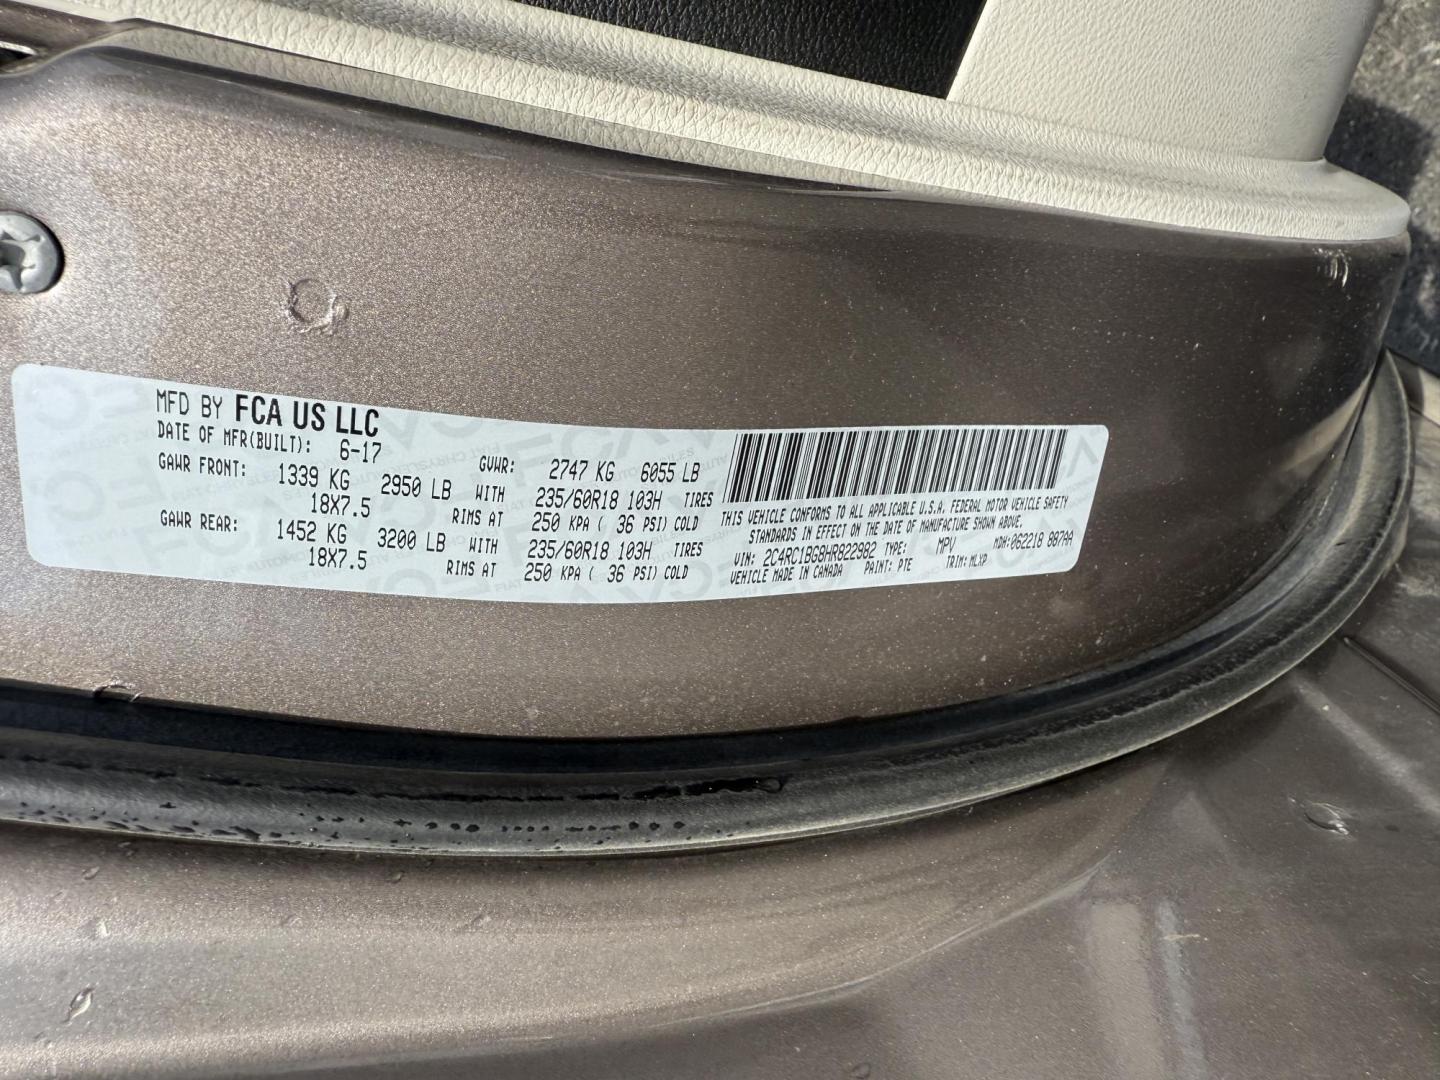 MFD BY FCA US LLC
DATE OF MFR(BUILT): 6-17
GVWR: 2747 KG 6055 LB
GAWR FRONT: 1339 KG 2950 LB WITH 235/60R18 103H TIRES
18X7.5 RIMS AT 250 KPA ( 36 PSI) COLD
GAWR REAR: 1452 KG 3200 LB WITH 235/60R18 103H TIRES
18X7.5 RIMS AT 250 KPA ( 36 PSI) COLD
THIS VEHICLE CONFORMS TO ALL APPLICABLE U.S.A. FEDERAL MOTOR VEHICLE SAFETY
STANDARDS IN EFFECT ON THE DATE OF MANUFACTURE SHOWN ABOVE.
VIN: 2C4RC1BG8HR822982 TYPE: MPV MDH:062218 887AA
VEHICLE MADE IN CANADA PAINT: PTE TRIM: MLXP